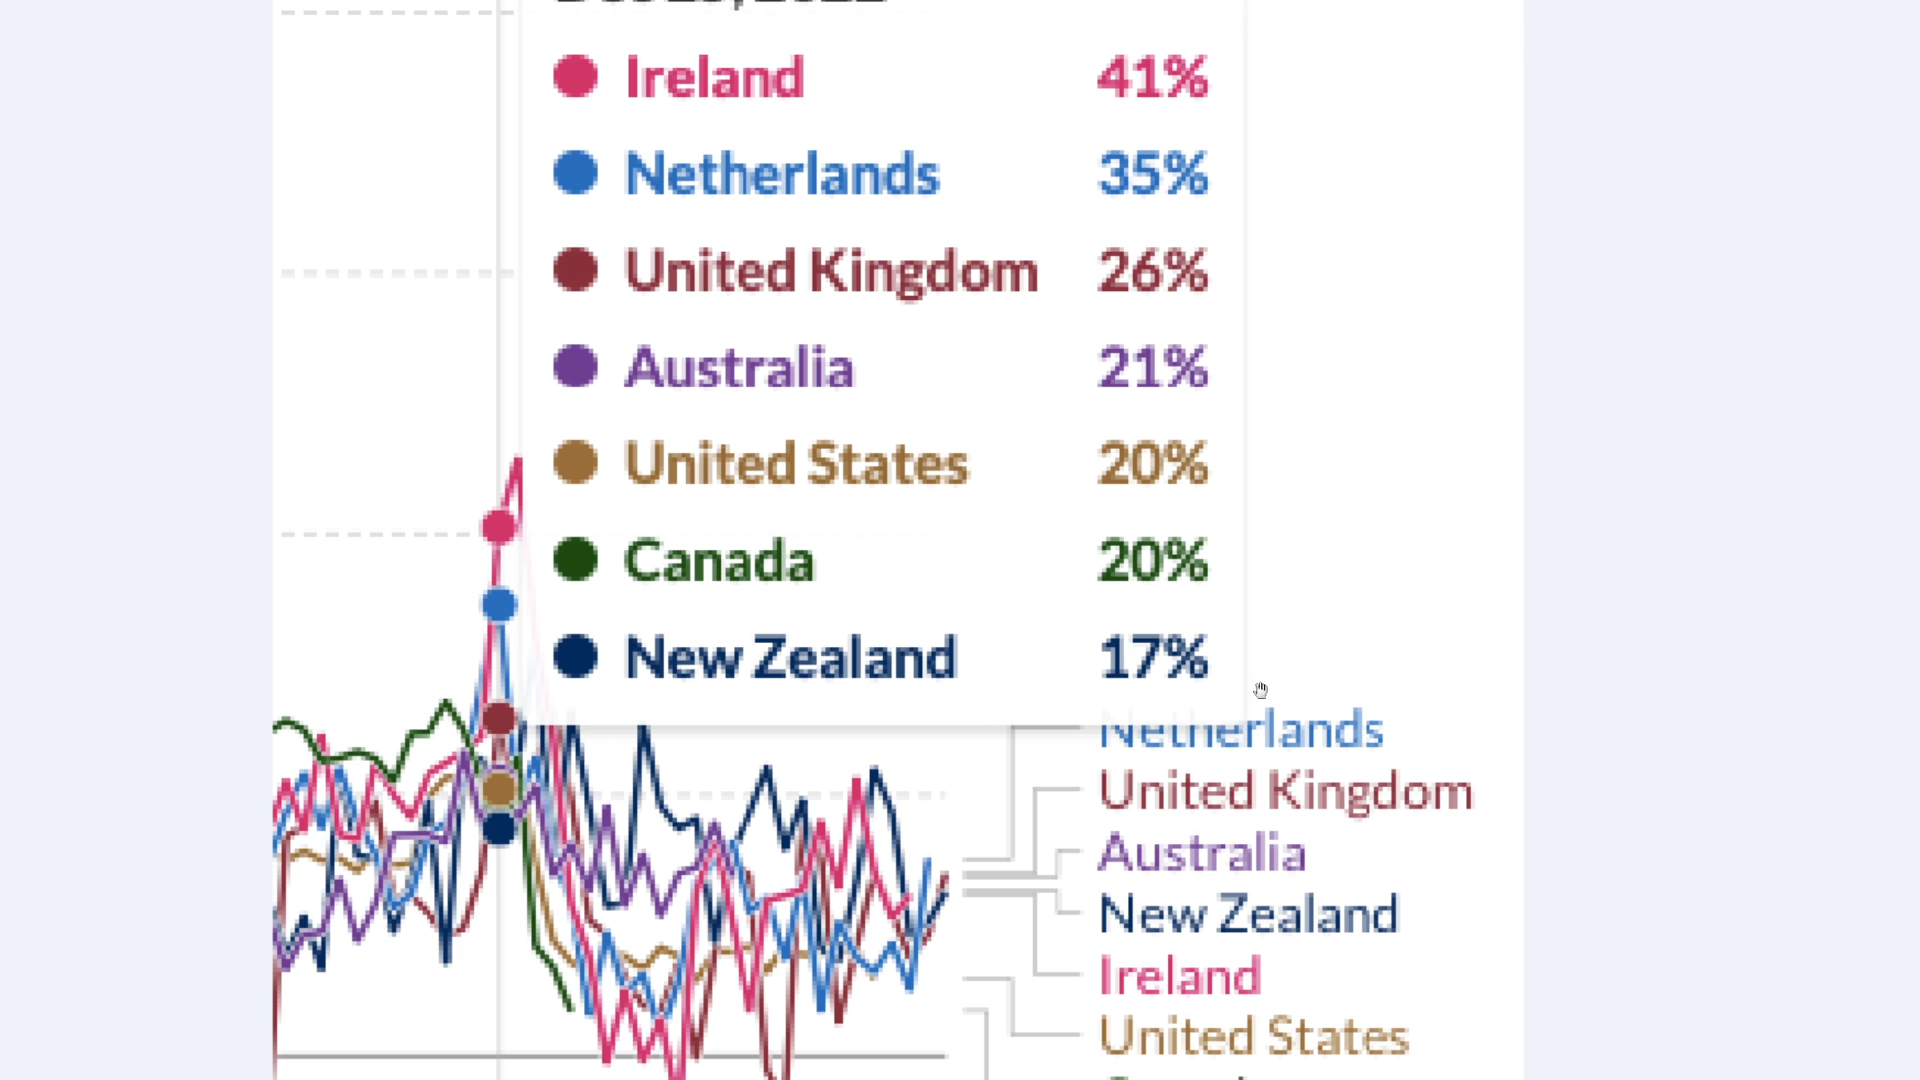 Ireland 41%
Netherlands 35%
United Kingdom 26%
Australia 21%
United States 20%
Canada 20%
New Zealand 17%
Netherlands
United Kingdom
Australia
New Zealand
Ireland
United States